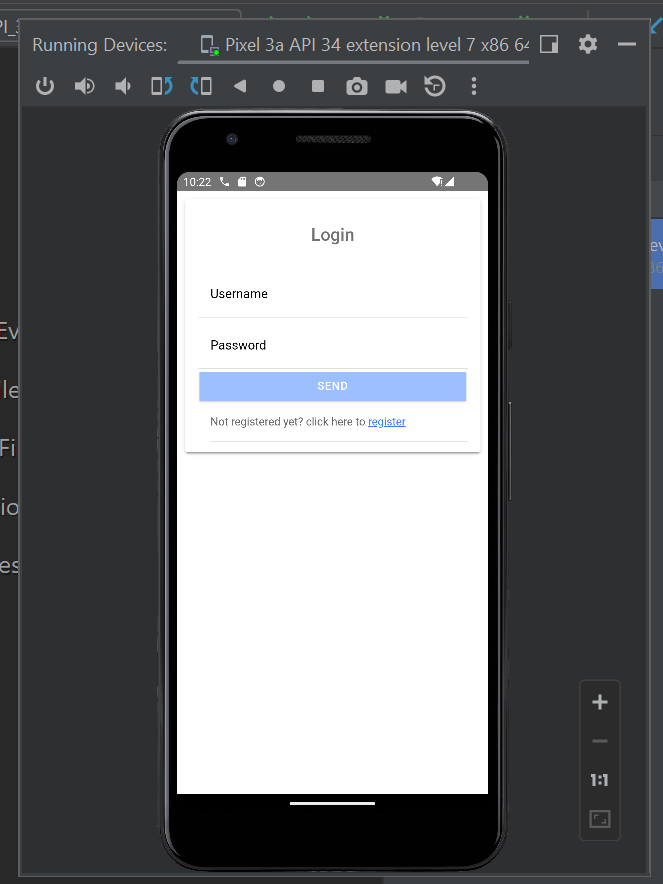 Running Devices:
Pixel 3a API 34 extension level 7 x86 64
10:22
Login
Username
Password
SEND
Not registered yet? click here to register
1:1